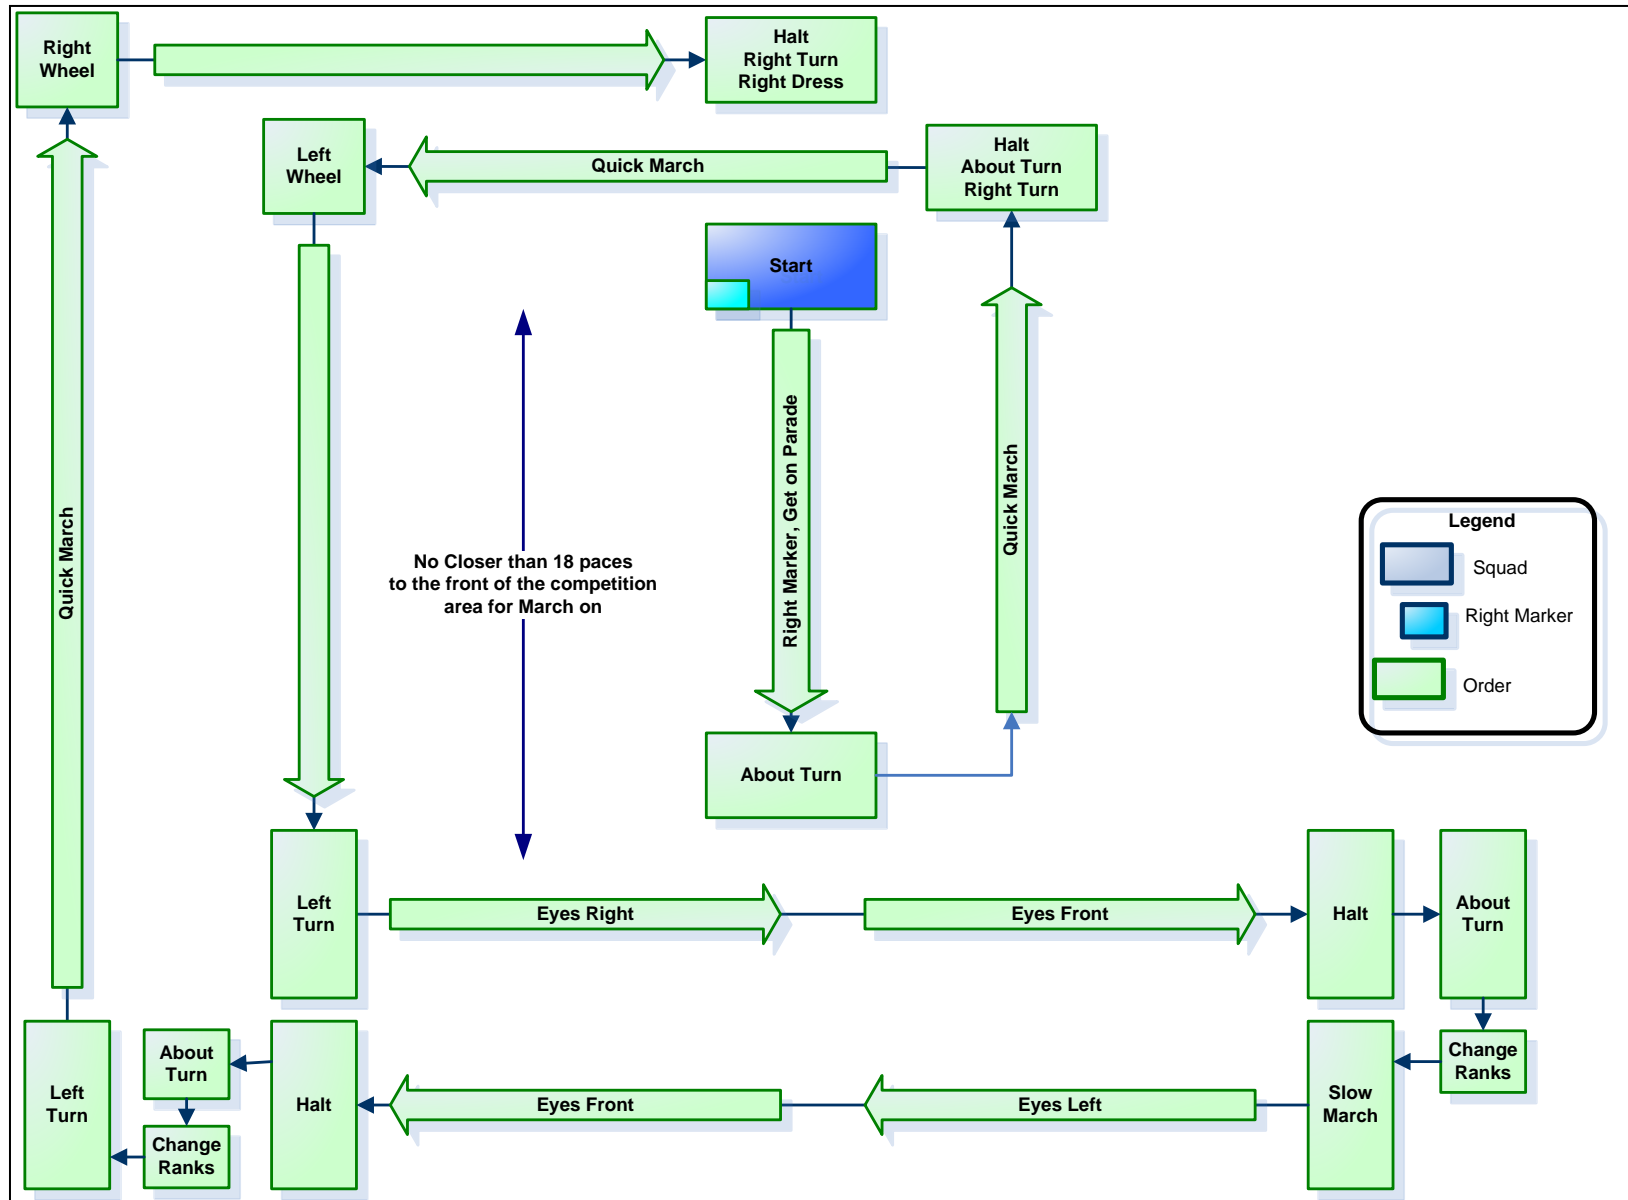 Right
Wheel
Halt
Right Turn
Right Dress
Left
Wheel
Quick March
Halt
About Turn
Right Turn
Start
Right Marker, Get on Parade
Quick March
Quick March
No Closer than 18 paces
to the front of the competition
area for March on
Legend
Squad
Right Marker
Order
About Turn
Left
Turn
Eyes Right
Eyes Front
Halt
About
Turn
Change
Ranks
Slow
March
Eyes Left
Eyes Front
Halt
About
Turn
Change
Ranks
Left
Turn